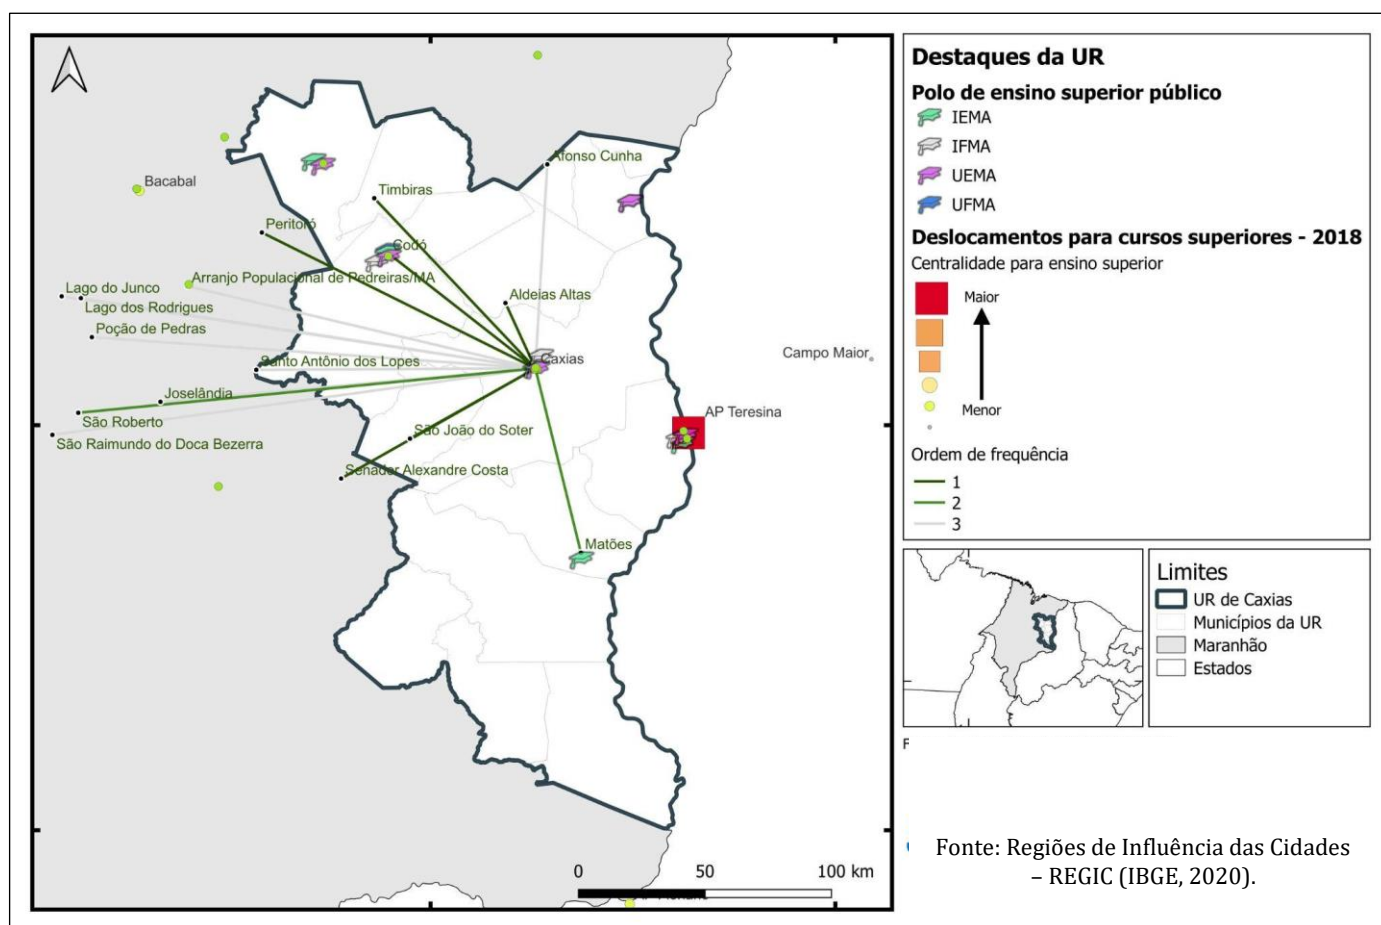 Bacabal
Afonso Cunha
Timbiras
Peritoró
Codó
Arranjo Populacional de Pedreiras/MA
Lago do Junco
Lago dos Rodrigues
Aldeias Altas
Poção de Pedras
Santo Antônio dos Lopes
Caxias
Campo Maior
Joselândia
São Roberto
AP Teresina
São João do Soter
São Raimundo do Doca Bezerra
Senador Alexandre Costa
Matões
0 50 100 km
Destaques da UR
Polo de ensino superior público
IEMA
IFMA
UEMA
UFMA
Deslocamentos para cursos superiores - 2018
Centralidade para ensino superior
Maior
Menor
Ordem de frequência
1
2
3
Limites
UR de Caxias
Municípios da UR
Maranhão
Estados
F
Fonte: Regiões de Influência das Cidades
– REGIC (IBGE, 2020).